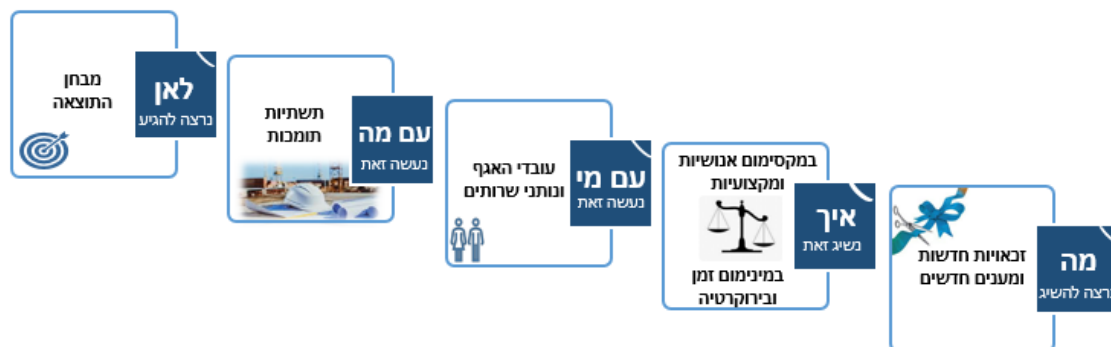 מה
נרצה להשיג
זכאויות חדשות
ומענים חדשים
איך
נשיג זאת
במקסימום אנושיות
ומקצועיות
במינימום זמן
ובירוקרטיה
עם מי
נעשה זאת
עובדי האגף
ונותני שרותים
עם מה
נעשה זאת
תשתיות
תומכות
לאן
נרצה להגיע
מבחן
התוצאה